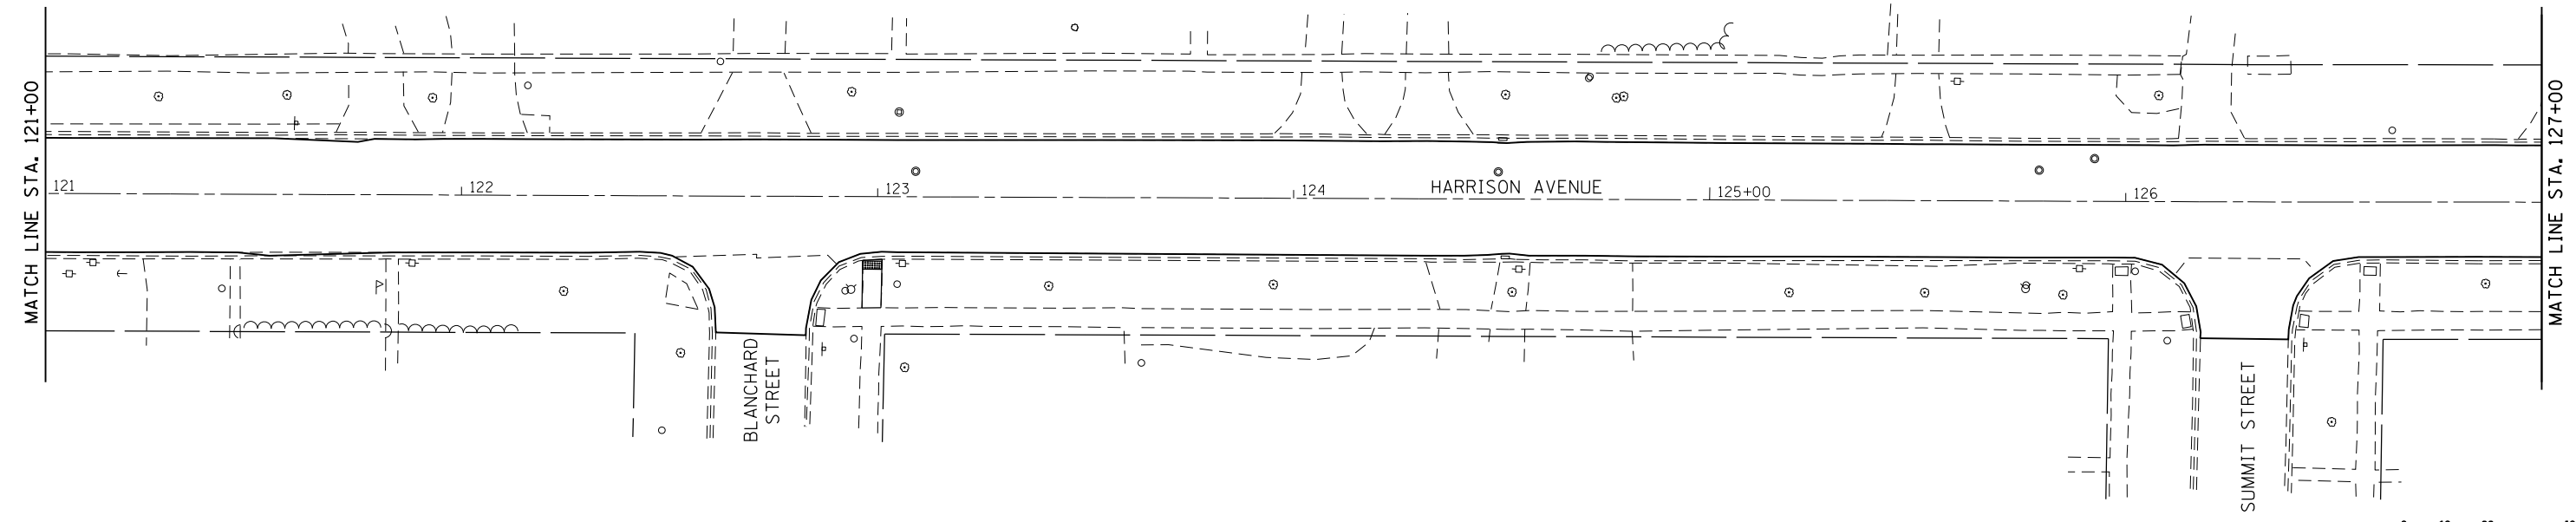 MATCH LINE STA. 121+00
121
122
123
124
HARRISON AVENUE
125+00
126
MATCH LINE STA. 127+00
BLANCHARD
STREET
SUMMIT STREET